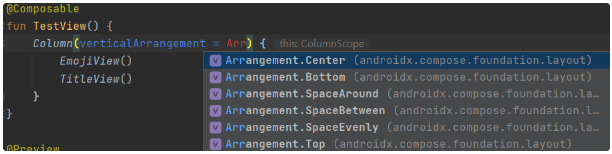 @Composable
fun TestView() {
Column(verticalArrangement = Arr) { this: ColumnScope
EmojiView()
TitleView()
}
}
@Preview
Arrangement.Center (androidx.compose.foundation.layout)
Arrangement.Bottom (androidx.compose.foundation.layout)
Arrangement.SpaceAround (androidx.compose.foundation.la...
Arrangement.SpaceBetween (androidx.compose.foundation.l...
Arrangement.SpaceEvenly (androidx.compose.foundation.la...
Arrangement.Top (androidx.compose.foundation.layout)